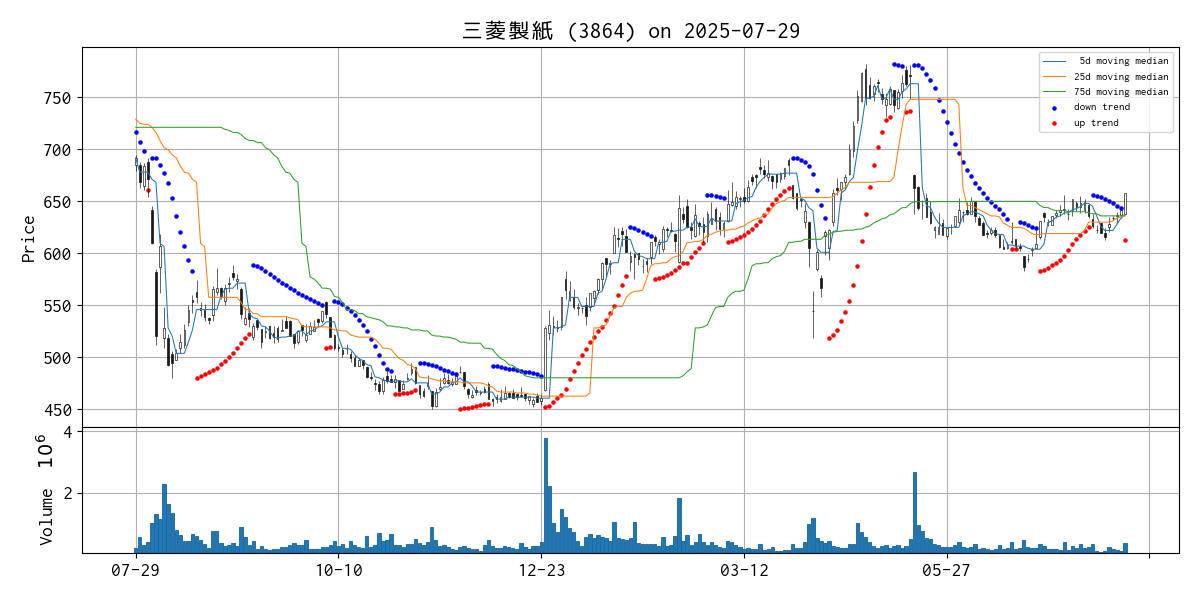 三菱製紙 (3864) on 2025-07-29
5d moving median
25d moving median
75d moving median
down trend
up trend
Price
750
700
650
600
550
500
450
Volume 10^6
4
2
07-29
10-10
12-23
03-12
05-27